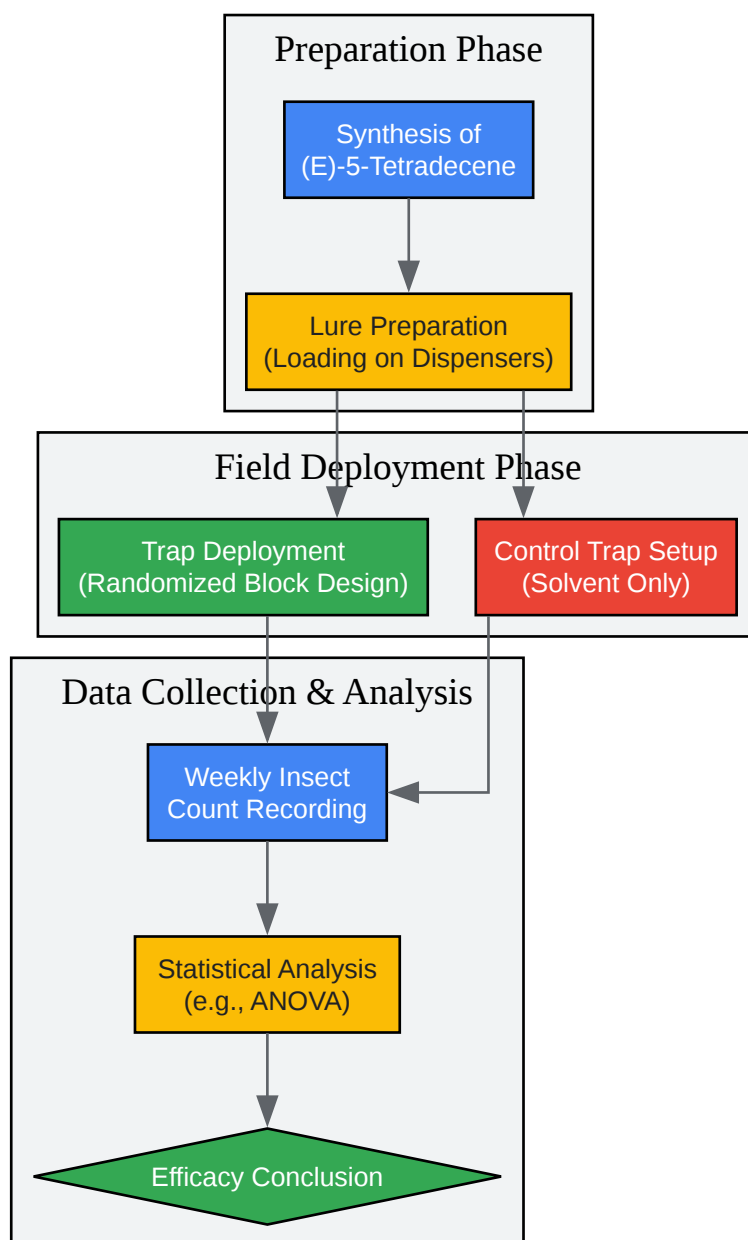 Preparation Phase
Synthesis of
(E)-5-Tetradecene
Lure Preparation
(Loading on Dispensers)
Field Deployment Phase
Trap Deployment
(Randomized Block Design)
Control Trap Setup
(Solvent Only)
Data Collection & Analysis
Weekly Insect
Count Recording
Statistical Analysis
(e.g., ANOVA)
Efficacy Conclusion